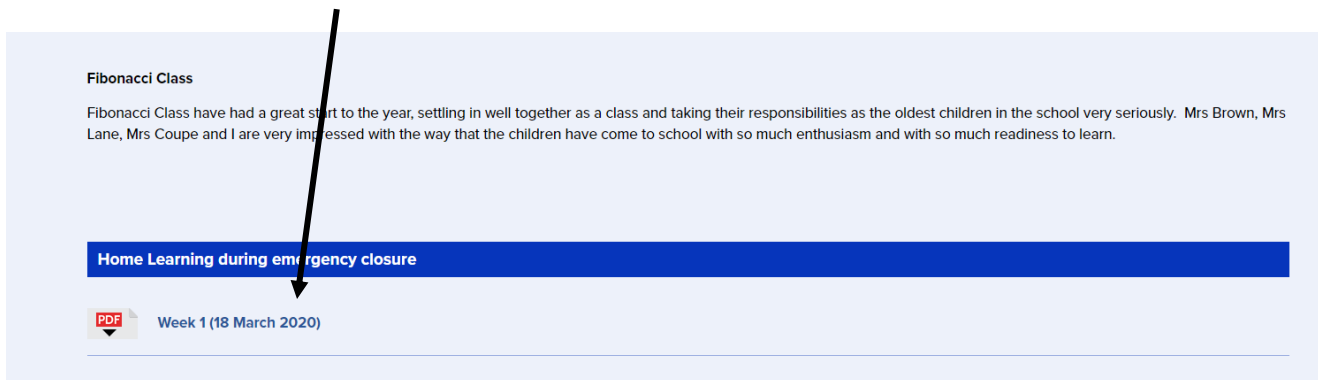 Fibonacci Class
Fibonacci Class have had a great start to the year, settling in well together as a class and taking their responsibilities as the oldest children in the school very seriously.  Mrs Brown, Mrs
Lane, Mrs Coupe and I are very impressed with the way that the children have come to school with so much enthusiasm and with so much readiness to learn.
Home Learning during emergency closure
PDF
Week 1 (18 March 2020)